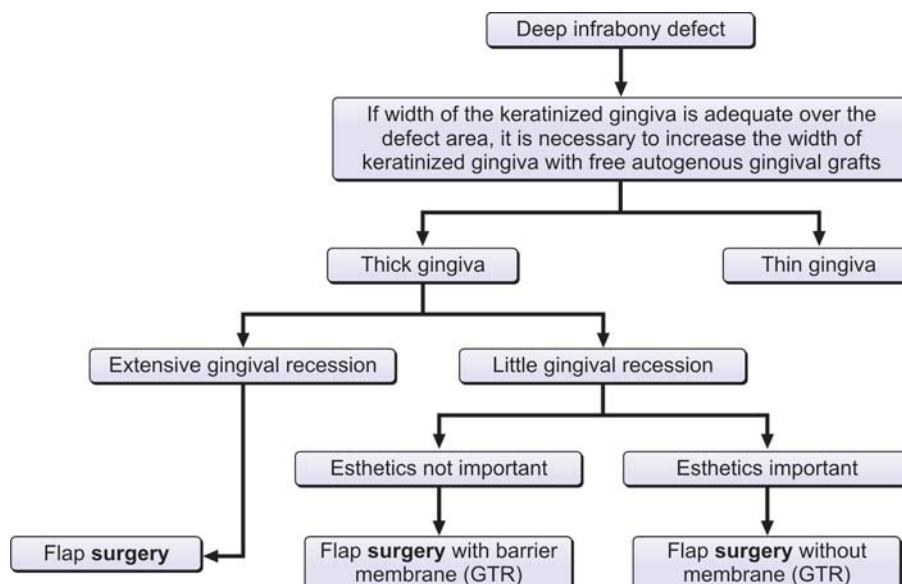 Deep infrabony defect
If width of the keratinized gingiva is adequate over the
defect area, it is necessary to increase the width of
keratinized gingiva with free autogenous gingival grafts
Thick gingiva
Thin gingiva
Extensive gingival recession
Little gingival recession
Esthetics not important
Esthetics important
Flap surgery
Flap surgery with barrier
membrane (GTR)
Flap surgery without
membrane (GTR)